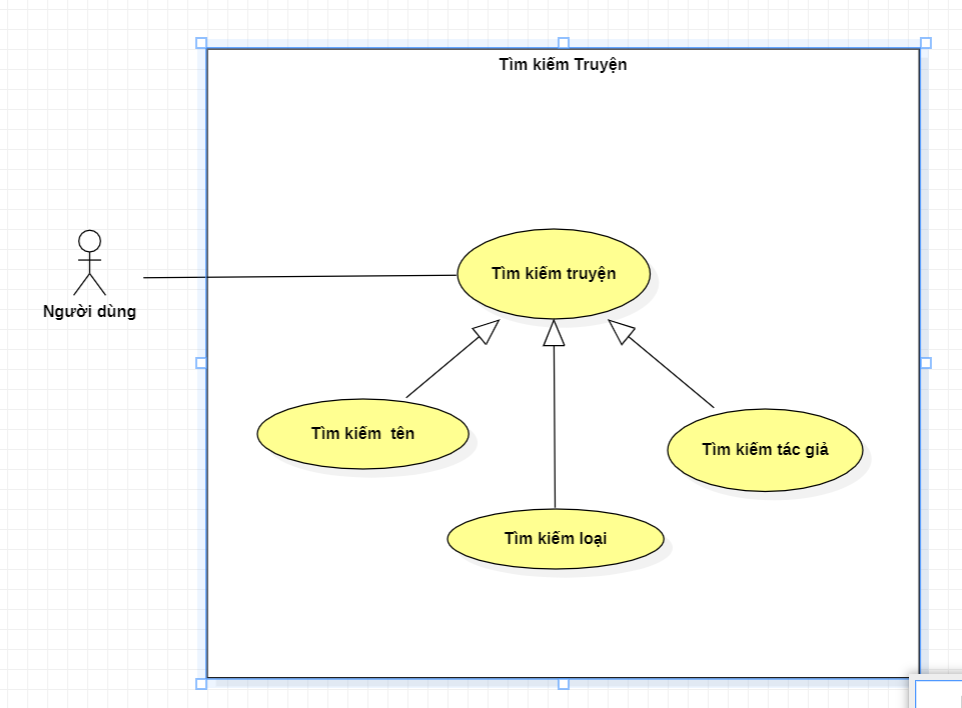 Tìm kiếm Truyện
Tìm kiếm truyện
Người dùng
Tìm kiếm  tên
Tìm kiếm tác giả
Tìm kiếm loại